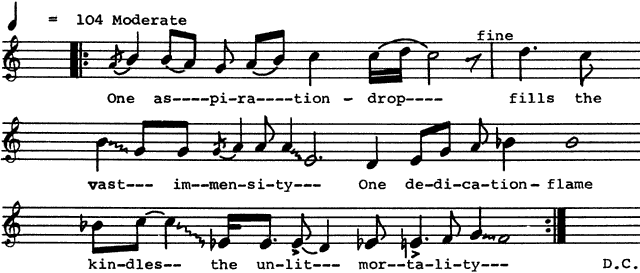 = 104 Moderate
fine
One as----pi-ra----tion - drop---- fills the
vast--- im--men-si-ty--- One de-di-ca-tion-flame
kin-dles-- the un-lit--- mor--ta-li-ty--- D.C.